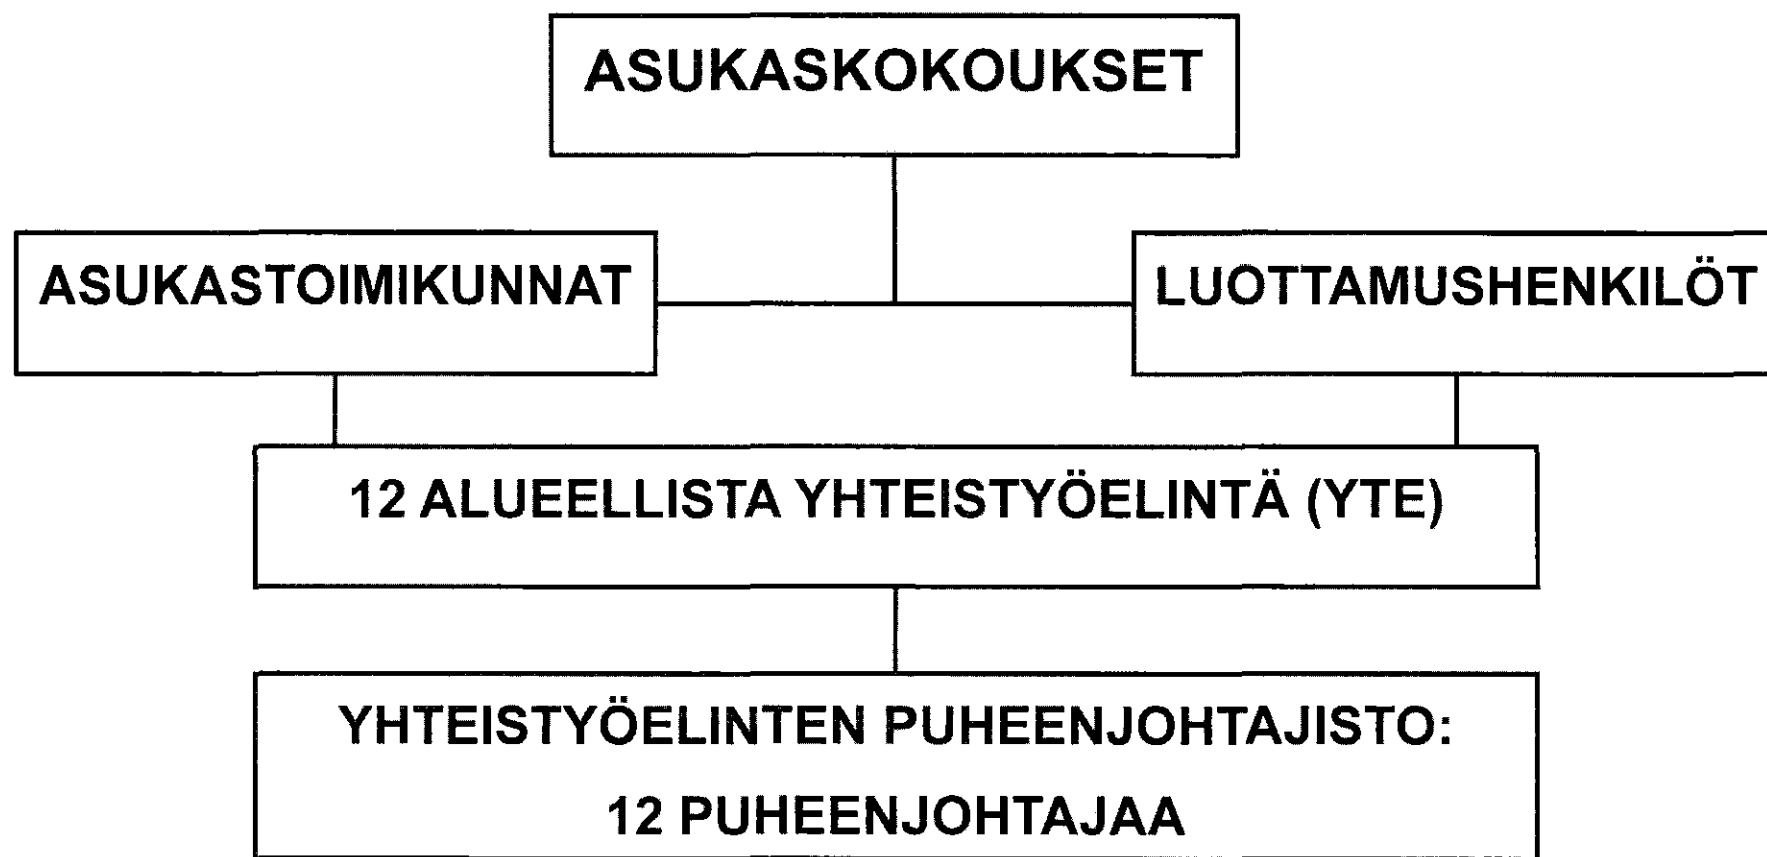 ASUKASKOKOUKSET
ASUKASTOIMIKUNNAT
LUOTTAMUSHENKILÖT
12 ALUEELLISTA YHTEISTYÖELINTÄ (YTE)
YHTEISTYÖELINTEN PUHEENJOHTAJISTO:
12 PUHEENJOHTAJAA